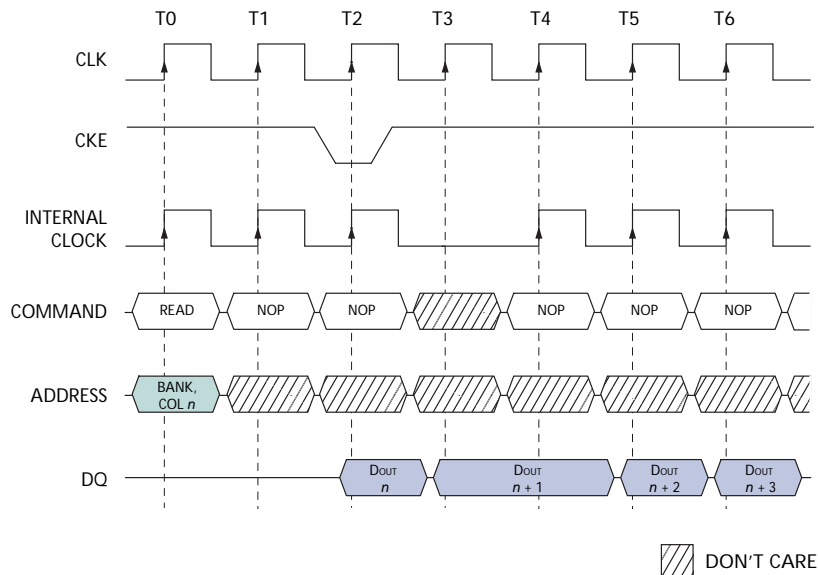 T0 T1 T2 T3 T4 T5 T6
CLK
CKE
INTERNAL
CLOCK
COMMAND READ NOP NOP NOP NOP NOP
ADDRESS BANK,
COL n
DQ DOUT DOUT DOUT DOUT
n n + 1 n + 2 n + 3
DON'T CARE